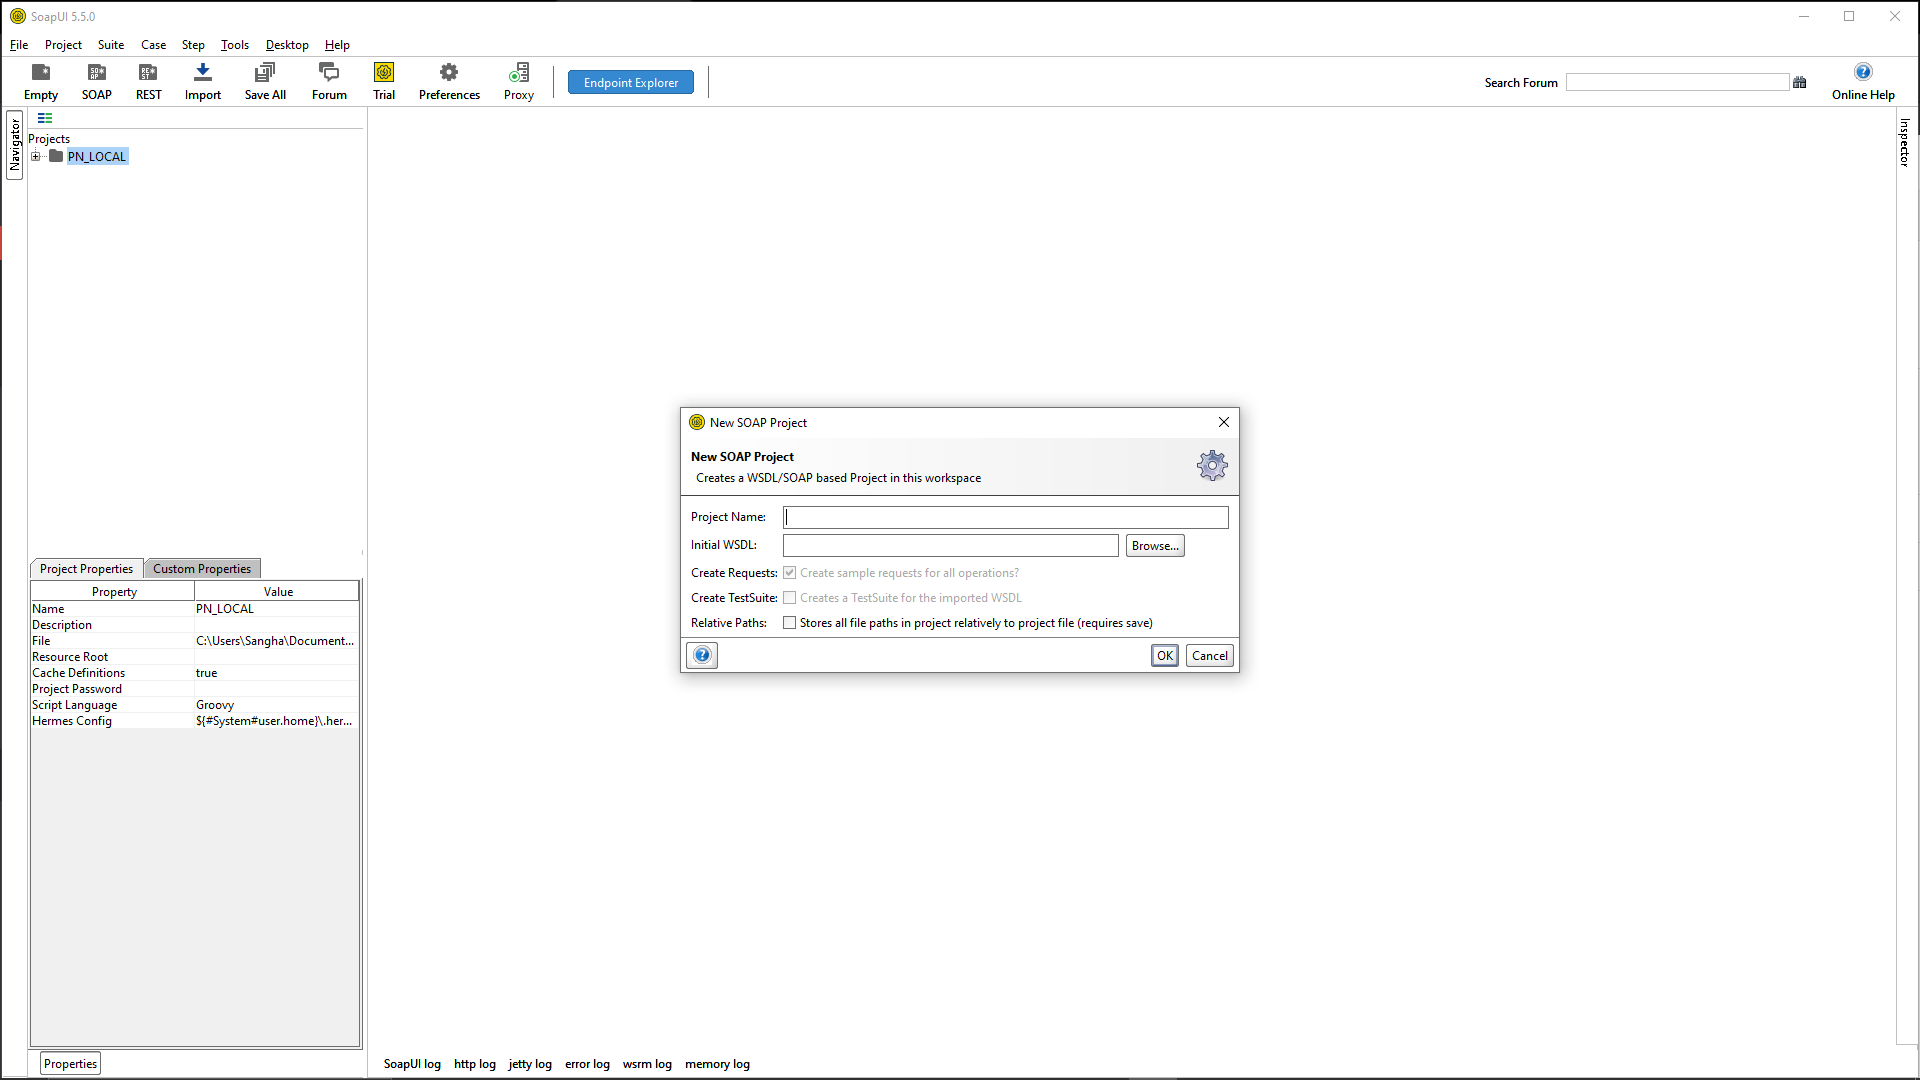 SoapUI 5.5.0
File Project Suite Case Step Tools Desktop Help
Empty SOAP REST Import Save All Forum Trial Preferences Proxy Endpoint Explorer Search Forum Online Help
Navigator
Inspector
Projects
PN_LOCAL
New SOAP Project
New SOAP Project
Creates a WSDL/SOAP based Project in this workspace
Project Name:
Initial WSDL: Browse...
Create Requests: Create sample requests for all operations?
Create TestSuite: Creates a TestSuite for the imported WSDL
Relative Paths: Stores all file paths in project relatively to project file (requires save)
OK Cancel
Project Properties Custom Properties
Property Value
Name PN_LOCAL
Description
File C:\Users\Sangha\Document...
Resource Root
Cache Definitions true
Project Password
Script Language Groovy
Hermes Config ${#System#user.home}\.her...
Properties
SoapUI log http log jetty log error log wsrm log memory log